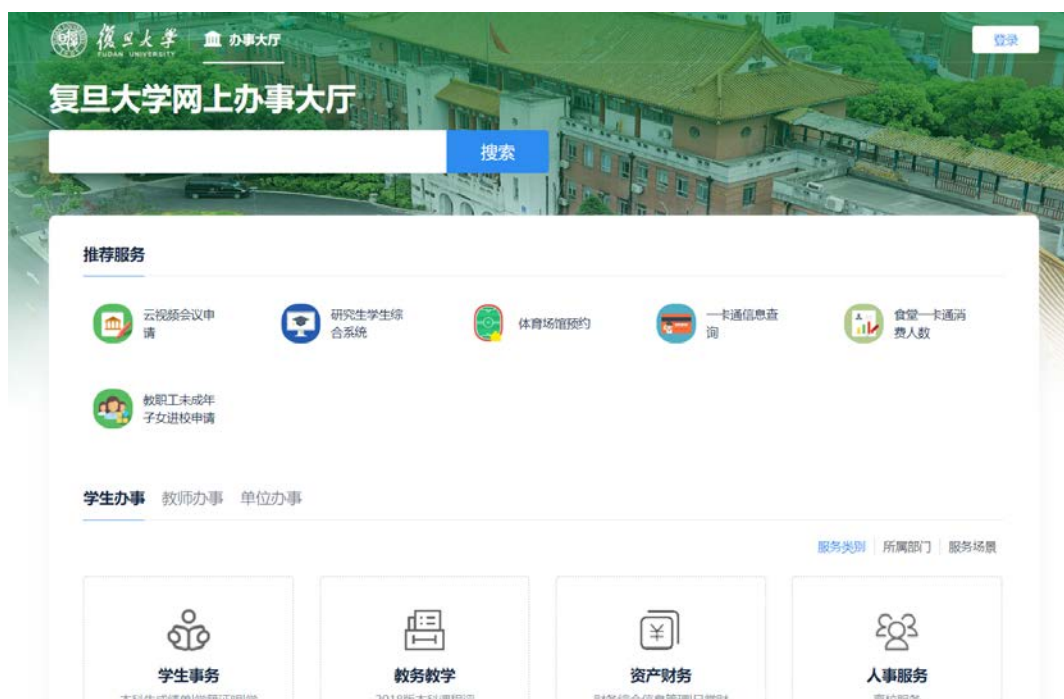 復旦大學
FUDAN UNIVERSITY
办事大厅
登录
复旦大学网上办事大厅
搜索
推荐服务
云视频会议申
请
研究生学生综
合系统
体育场馆预约
一卡通信息查
询
食堂一卡通消
费人数
教职工未成年
子女进校申请
学生办事 教师办事 单位办事
服务类别 所属部门 服务场景
学生事务
教务教学
资产财务
人事服务